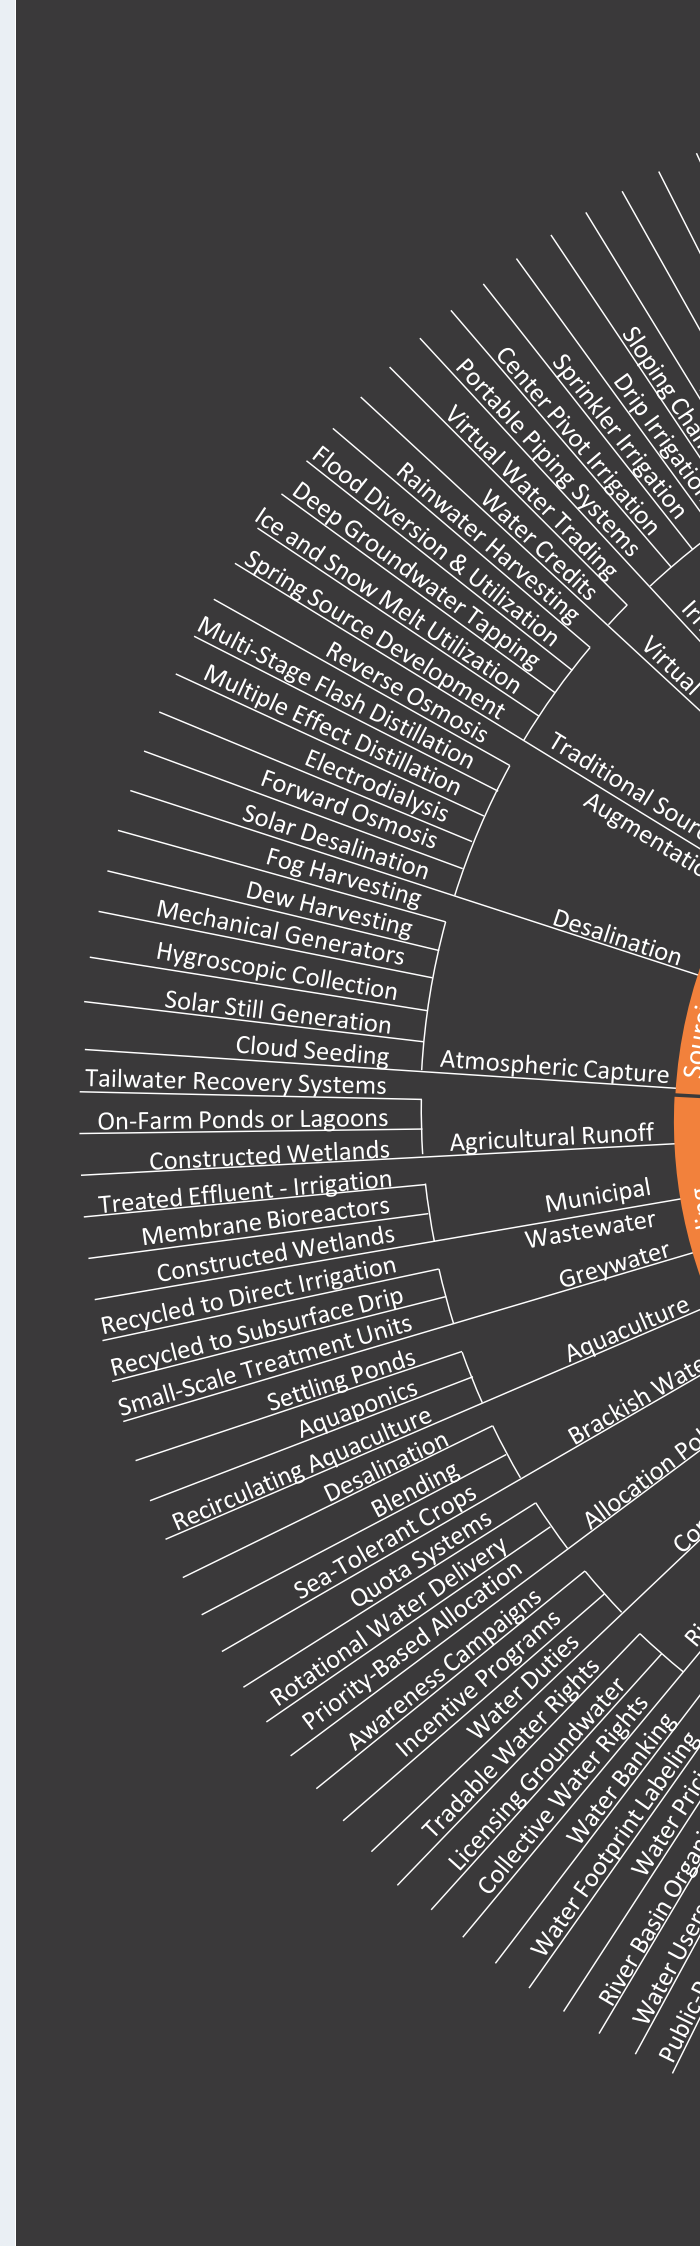 Sloping
Drip
Sprinkler Irrigation
Center Pivot Irrigation
Portable Piping Systems
Virtual Water Trading
Water Credits
Virtual
Rainwater Harvesting
Flood Diversion & Utilization
Deep Groundwater Tapping
Ice and Snow Melt Utilization
Spring Source Development
Traditional
Reverse Osmosis
Multi-Stage Flash Distillation
Multiple Effect Distillation
Electrodialysis
Forward Osmosis
Solar Desalination
Desalination
Fog Harvesting
Dew Harvesting
Mechanical Generators
Hygroscopic Collection
Solar Still Generation
Cloud Seeding
Atmospheric Capture
Tailwater Recovery Systems
On-Farm Ponds or Lagoons
Constructed Wetlands
Agricultural Runoff
Treated Effluent - Irrigation
Membrane Bioreactors
Constructed Wetlands
Municipal
Wastewater
Recycled to Direct Irrigation
Recycled to Subsurface Drip
Small-Scale Treatment Units
Greywater
Settling Ponds
Aquaponics
Recirculating Aquaculture
Aquaculture
Desalination
Blending
Sea-Tolerant Crops
Brackish
Quota Systems
Rotational Water Delivery
Priority-Based Allocation
Allocation
Awareness Campaigns
Incentive Programs
Water Duties
Tradable Water Rights
Licensing Groundwater
Collective Water Rights
Water Banking
Water Footprint Labeling
Water
River Basin
Water